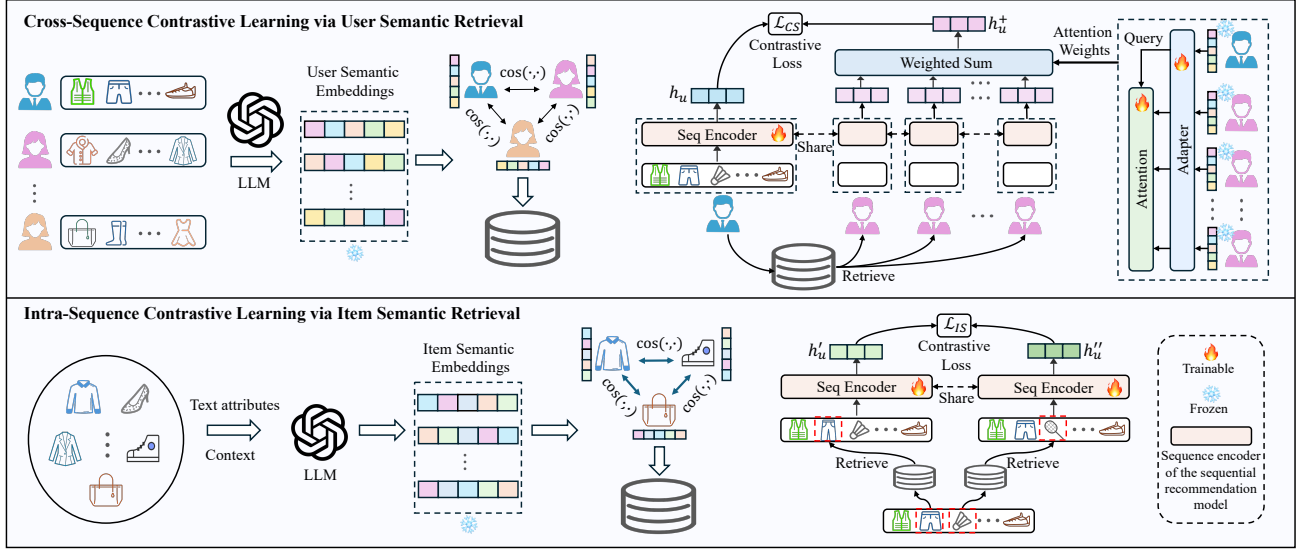 Cross-Sequence Contrastive Learning via User Semantic Retrieval
LLM
User Semantic
Embeddings
cos(·,·)
cos(·,·)
cos(·,·)
ℒ_CS
Contrastive
Loss
h_u
h_u^+
Weighted Sum
Attention
Weights
Seq Encoder
Share
Retrieve
Query
Attention
Adapter
Intra-Sequence Contrastive Learning via Item Semantic Retrieval
Text attributes
Context
LLM
Item Semantic
Embeddings
cos(·,·)
cos(·,·)
cos(·,·)
ℒ_IS
Contrastive
Loss
h_u′
h_u″
Seq Encoder
Share
Seq Encoder
Retrieve
Retrieve
Trainable
Frozen
Sequence encoder
of the sequential
recommendation
model